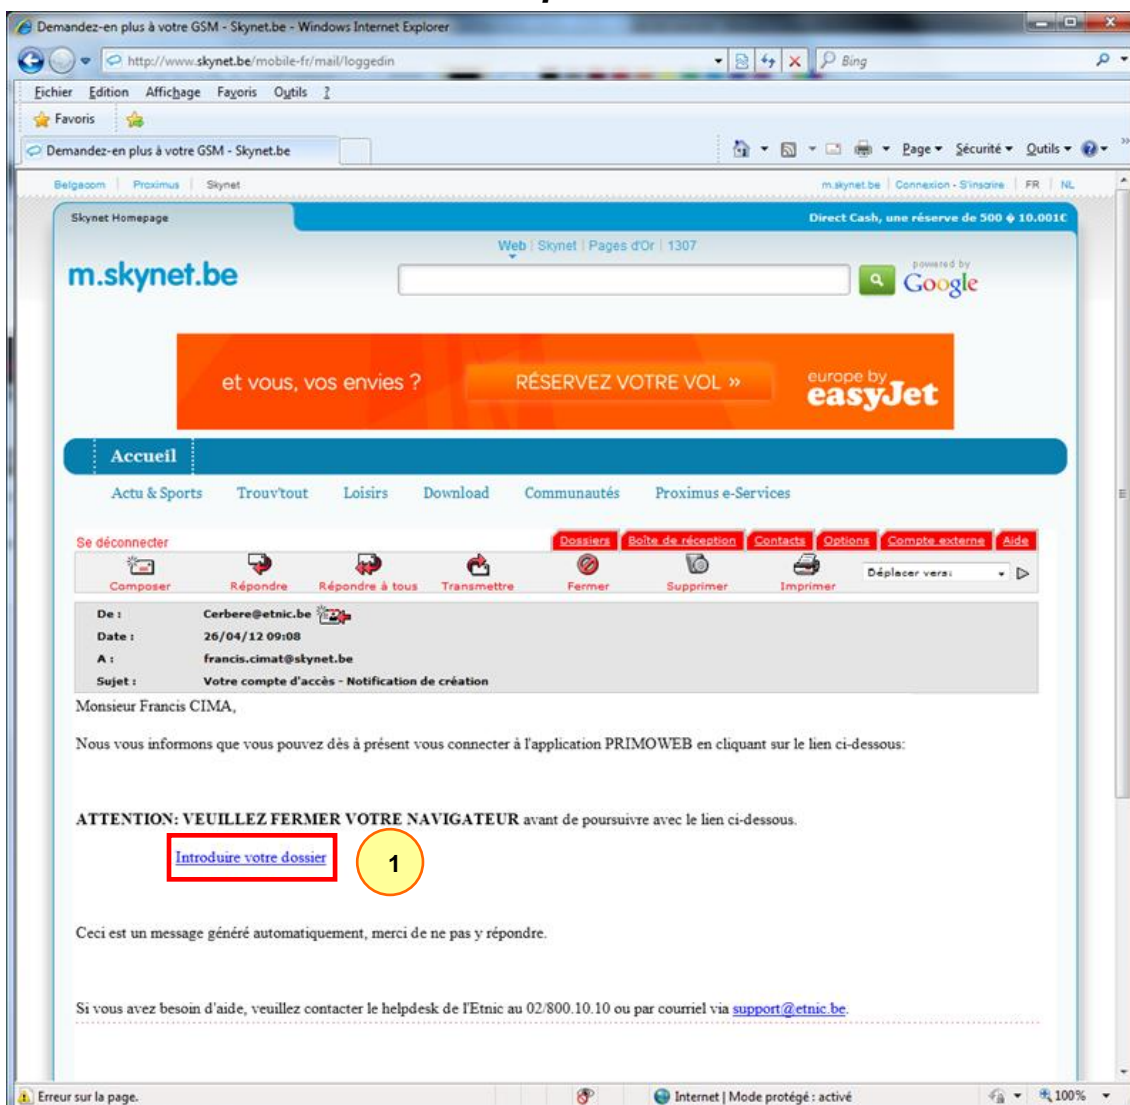 Demandez-en plus à votre GSM - Skynet.be - Windows Internet Explorer
http://www.skynet.be/mobile-fr/mail/loggedin
Bing
Fichier Edition Affichage Favoris Outils ?
Favoris
Demandez-en plus à votre GSM - Skynet.be
Page Sécurité Outils
Belgacom | Proximus | Skynet
m.skynet.be | Connexion - S'inscrire | FR | NL
Skynet Homepage
Direct Cash, une réserve de 500 � 10.001€
Web | Skynet | Pages d'Or | 1307
m.skynet.be
powered by
Google
et vous, vos envies ?
RÉSERVEZ VOTRE VOL »
europe by
easyJet
Accueil
Actu & Sports Trouv'tout Loisirs Download Communautés Proximus e-Services
Se déconnecter
Dossiers Boîte de réception Contacts Options Compte externe Aide
Composer Répondre Répondre à tous Transmettre Fermer Supprimer Imprimer
Déplacer vers:
De : Cerbere@etnic.be
Date : 26/04/12 09:08
A : francis.cimat@skynet.be
Sujet : Votre compte d'accès - Notification de création
Monsieur Francis CIMA,
Nous vous informons que vous pouvez dès à présent vous connecter à l'application PRIMOWEB en cliquant sur le lien ci-dessous:
ATTENTION: VEUILLEZ FERMER VOTRE NAVIGATEUR avant de poursuivre avec le lien ci-dessous.
Introduire votre dossier
1
Ceci est un message généré automatiquement, merci de ne pas y répondre.
Si vous avez besoin d'aide, veuillez contacter le helpdesk de l'Etnic au 02/800.10.10 ou par courriel via support@etnic.be.
Erreur sur la page.
Internet | Mode protégé : activé
100%